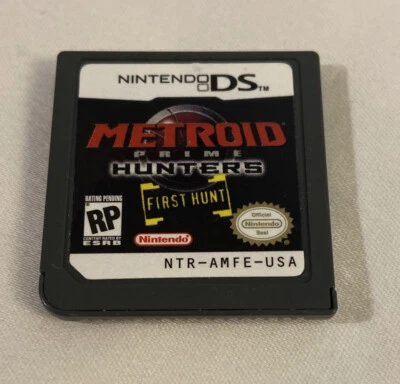 NINTENDO DS™
METROID
PRIME
HUNTERS
FIRST HUNT
RATING PENDING
RP
CONTENT RATED BY
ESRB
Nintendo
Official
Nintendo
Seal
NTR-AMFE-USA